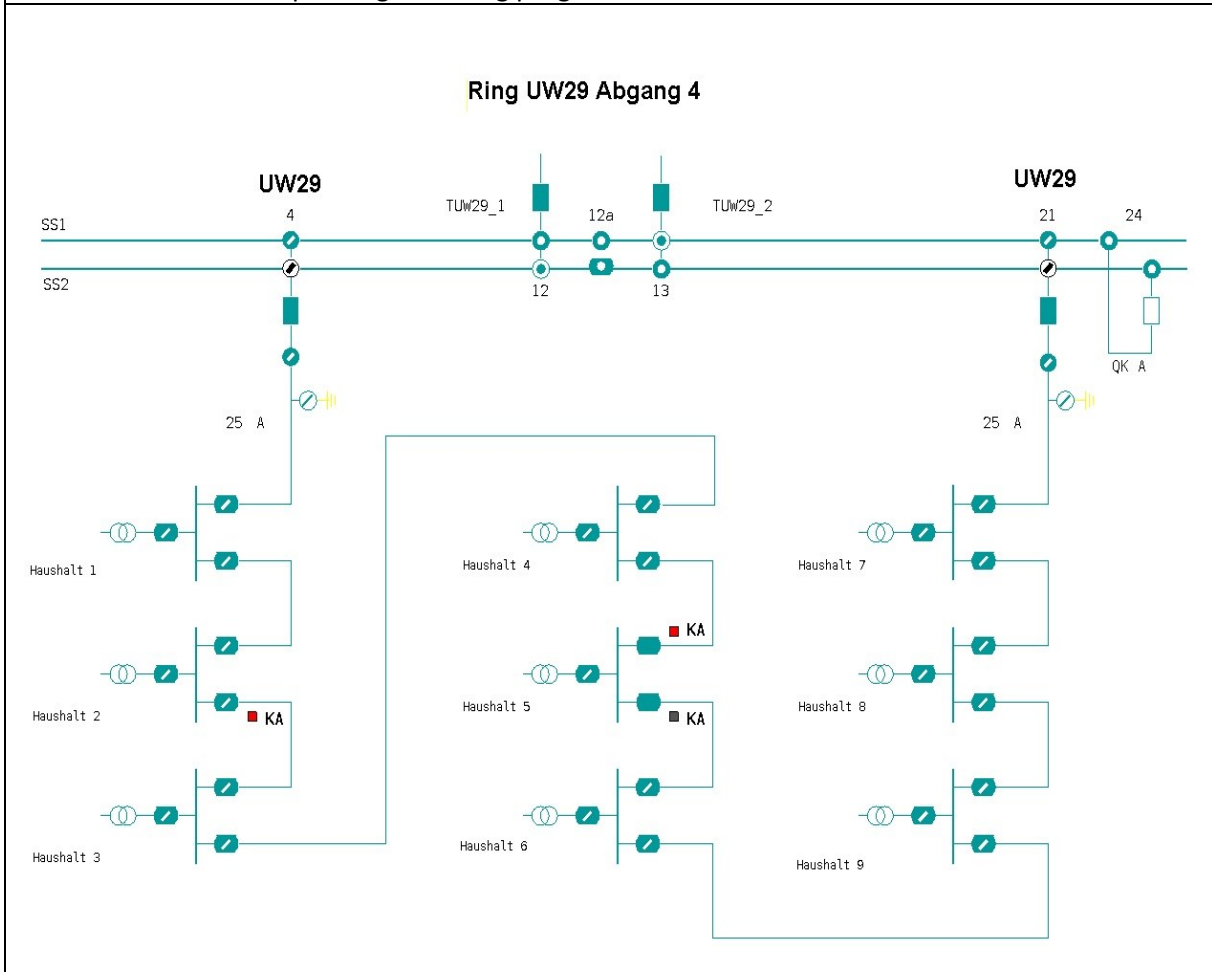 Ring UW29 Abgang 4
UW29
UW29
TUW29_1
12a
TUW29_2
4
21
24
SS1
SS2
12
13
QK A
25 A
25 A
Haushalt 1
Haushalt 4
Haushalt 7
KA
Haushalt 2
KA
Haushalt 5
KA
Haushalt 8
Haushalt 3
Haushalt 6
Haushalt 9